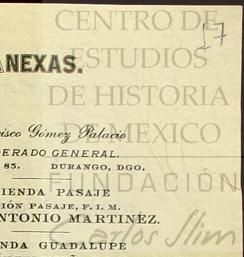 CENTRO DE
17
ESTUDIOS
ANEXAS.
DE HISTORIA
isco Gómez Palacio
DE MEXICO
DERADO GENERAL.
85. DURANGO, DGO.
FUNDACIÓN
IENDA PASAJE
IÓN PASAJE, F. I. M.
ANTONIO MARTINEZ.
Carlos Slim
NDA GUADALUPE